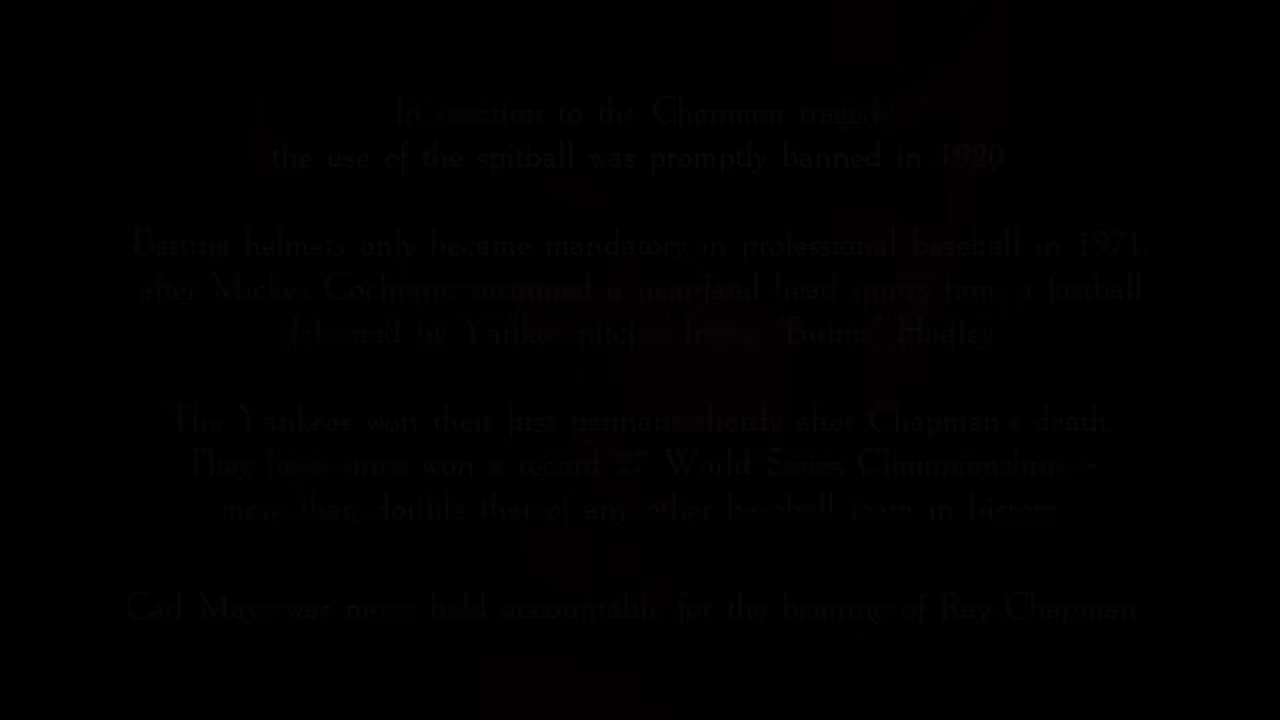 In reaction to the Chapman tragedy
the use of the spitball was promptly banned in 1920
Batting helmets only became mandatory in professional baseball in 1971.
after Mickey Cochrane sustained a near-fatal head injury from a fastball
delivered by Yankee pitcher Irving "Bump" Hadley
The Yankees won their first pennant shortly after Chapman's death.
They have since won a record 27 World Series Championships -
more than double that of any other baseball team in history
Carl Mays was never held accountable for the beaning of Ray Chapman